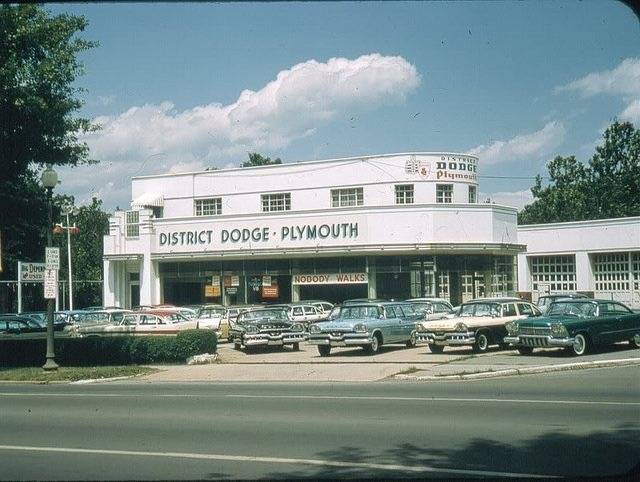 DISTRICT
DODGE
Plymouth
DISTRICT DODGE · PLYMOUTH
NOBODY WALKS